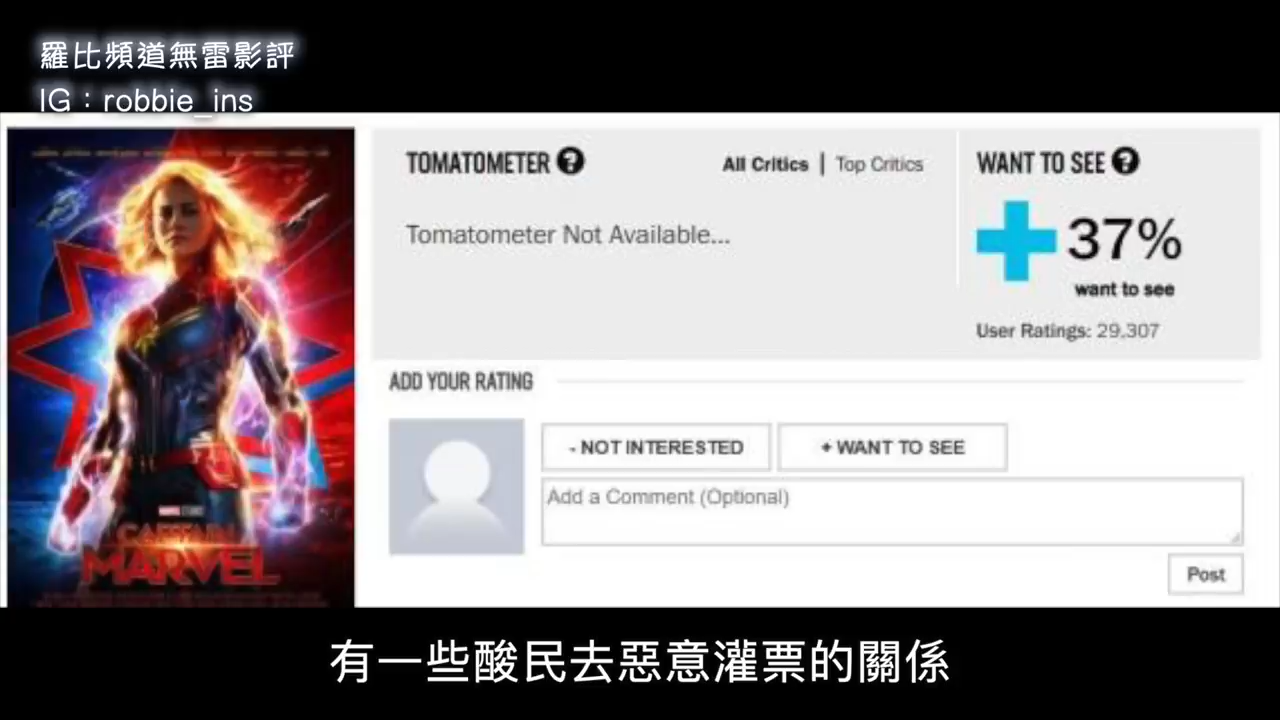 羅比頻道無雷影評
IG：robbie_ins
TOMATOMETER ?
All Critics | Top Critics
Tomatometer Not Available...
WANT TO SEE ?
37%
want to see
User Ratings: 29,307
ADD YOUR RATING
- NOT INTERESTED
+ WANT TO SEE
Add a Comment (Optional)
Post
CAPTAIN
MARVEL
有一些酸民去惡意灌票的關係